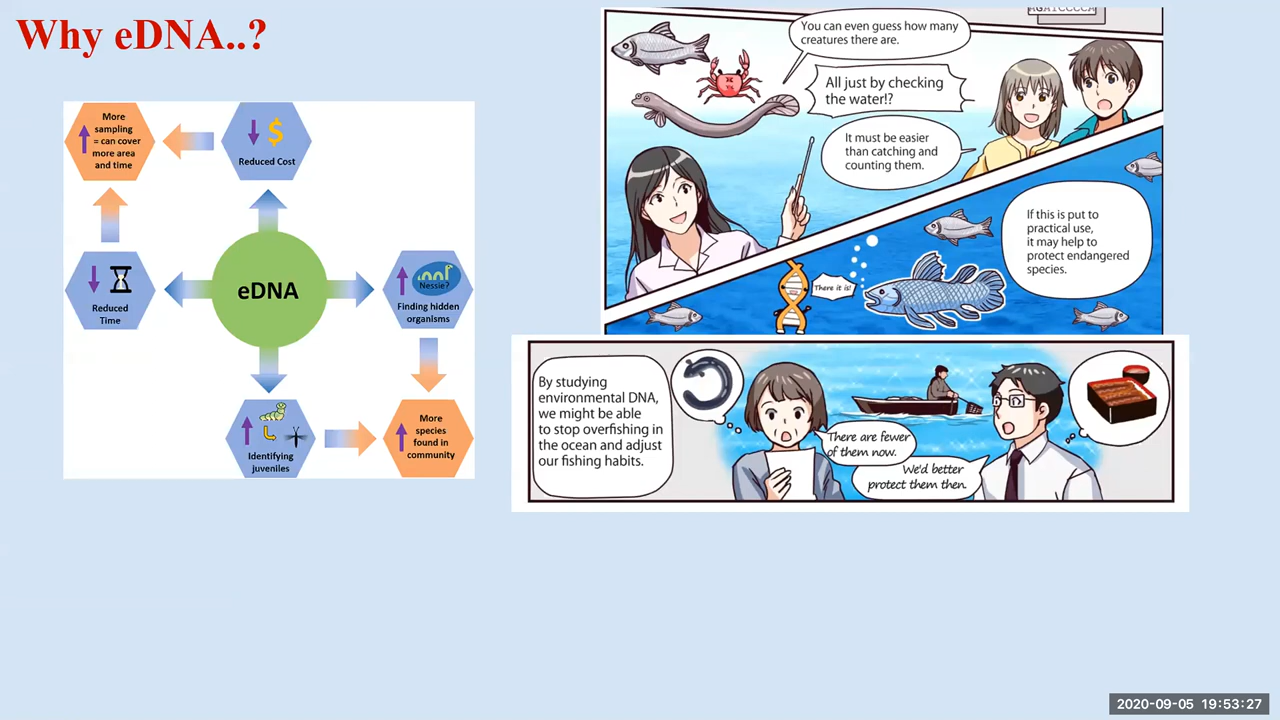 Why eDNA..?
More
sampling
= can cover
more area
and time
Reduced Cost
Reduced
Time
eDNA
Nessie?
Finding hidden
organisms
Identifying
juveniles
More
species
found in
community
You can even guess how many
creatures there are.
All just by checking
the water!?
It must be easier
than catching and
counting them.
There it is!
If this is put to
practical use,
it may help to
protect endangered
species.
By studying
environmental DNA,
we might be able
to stop overfishing in
the ocean and adjust
our fishing habits.
There are fewer
of them now.
We'd better
protect them then.
2020-09-05 19:53:27